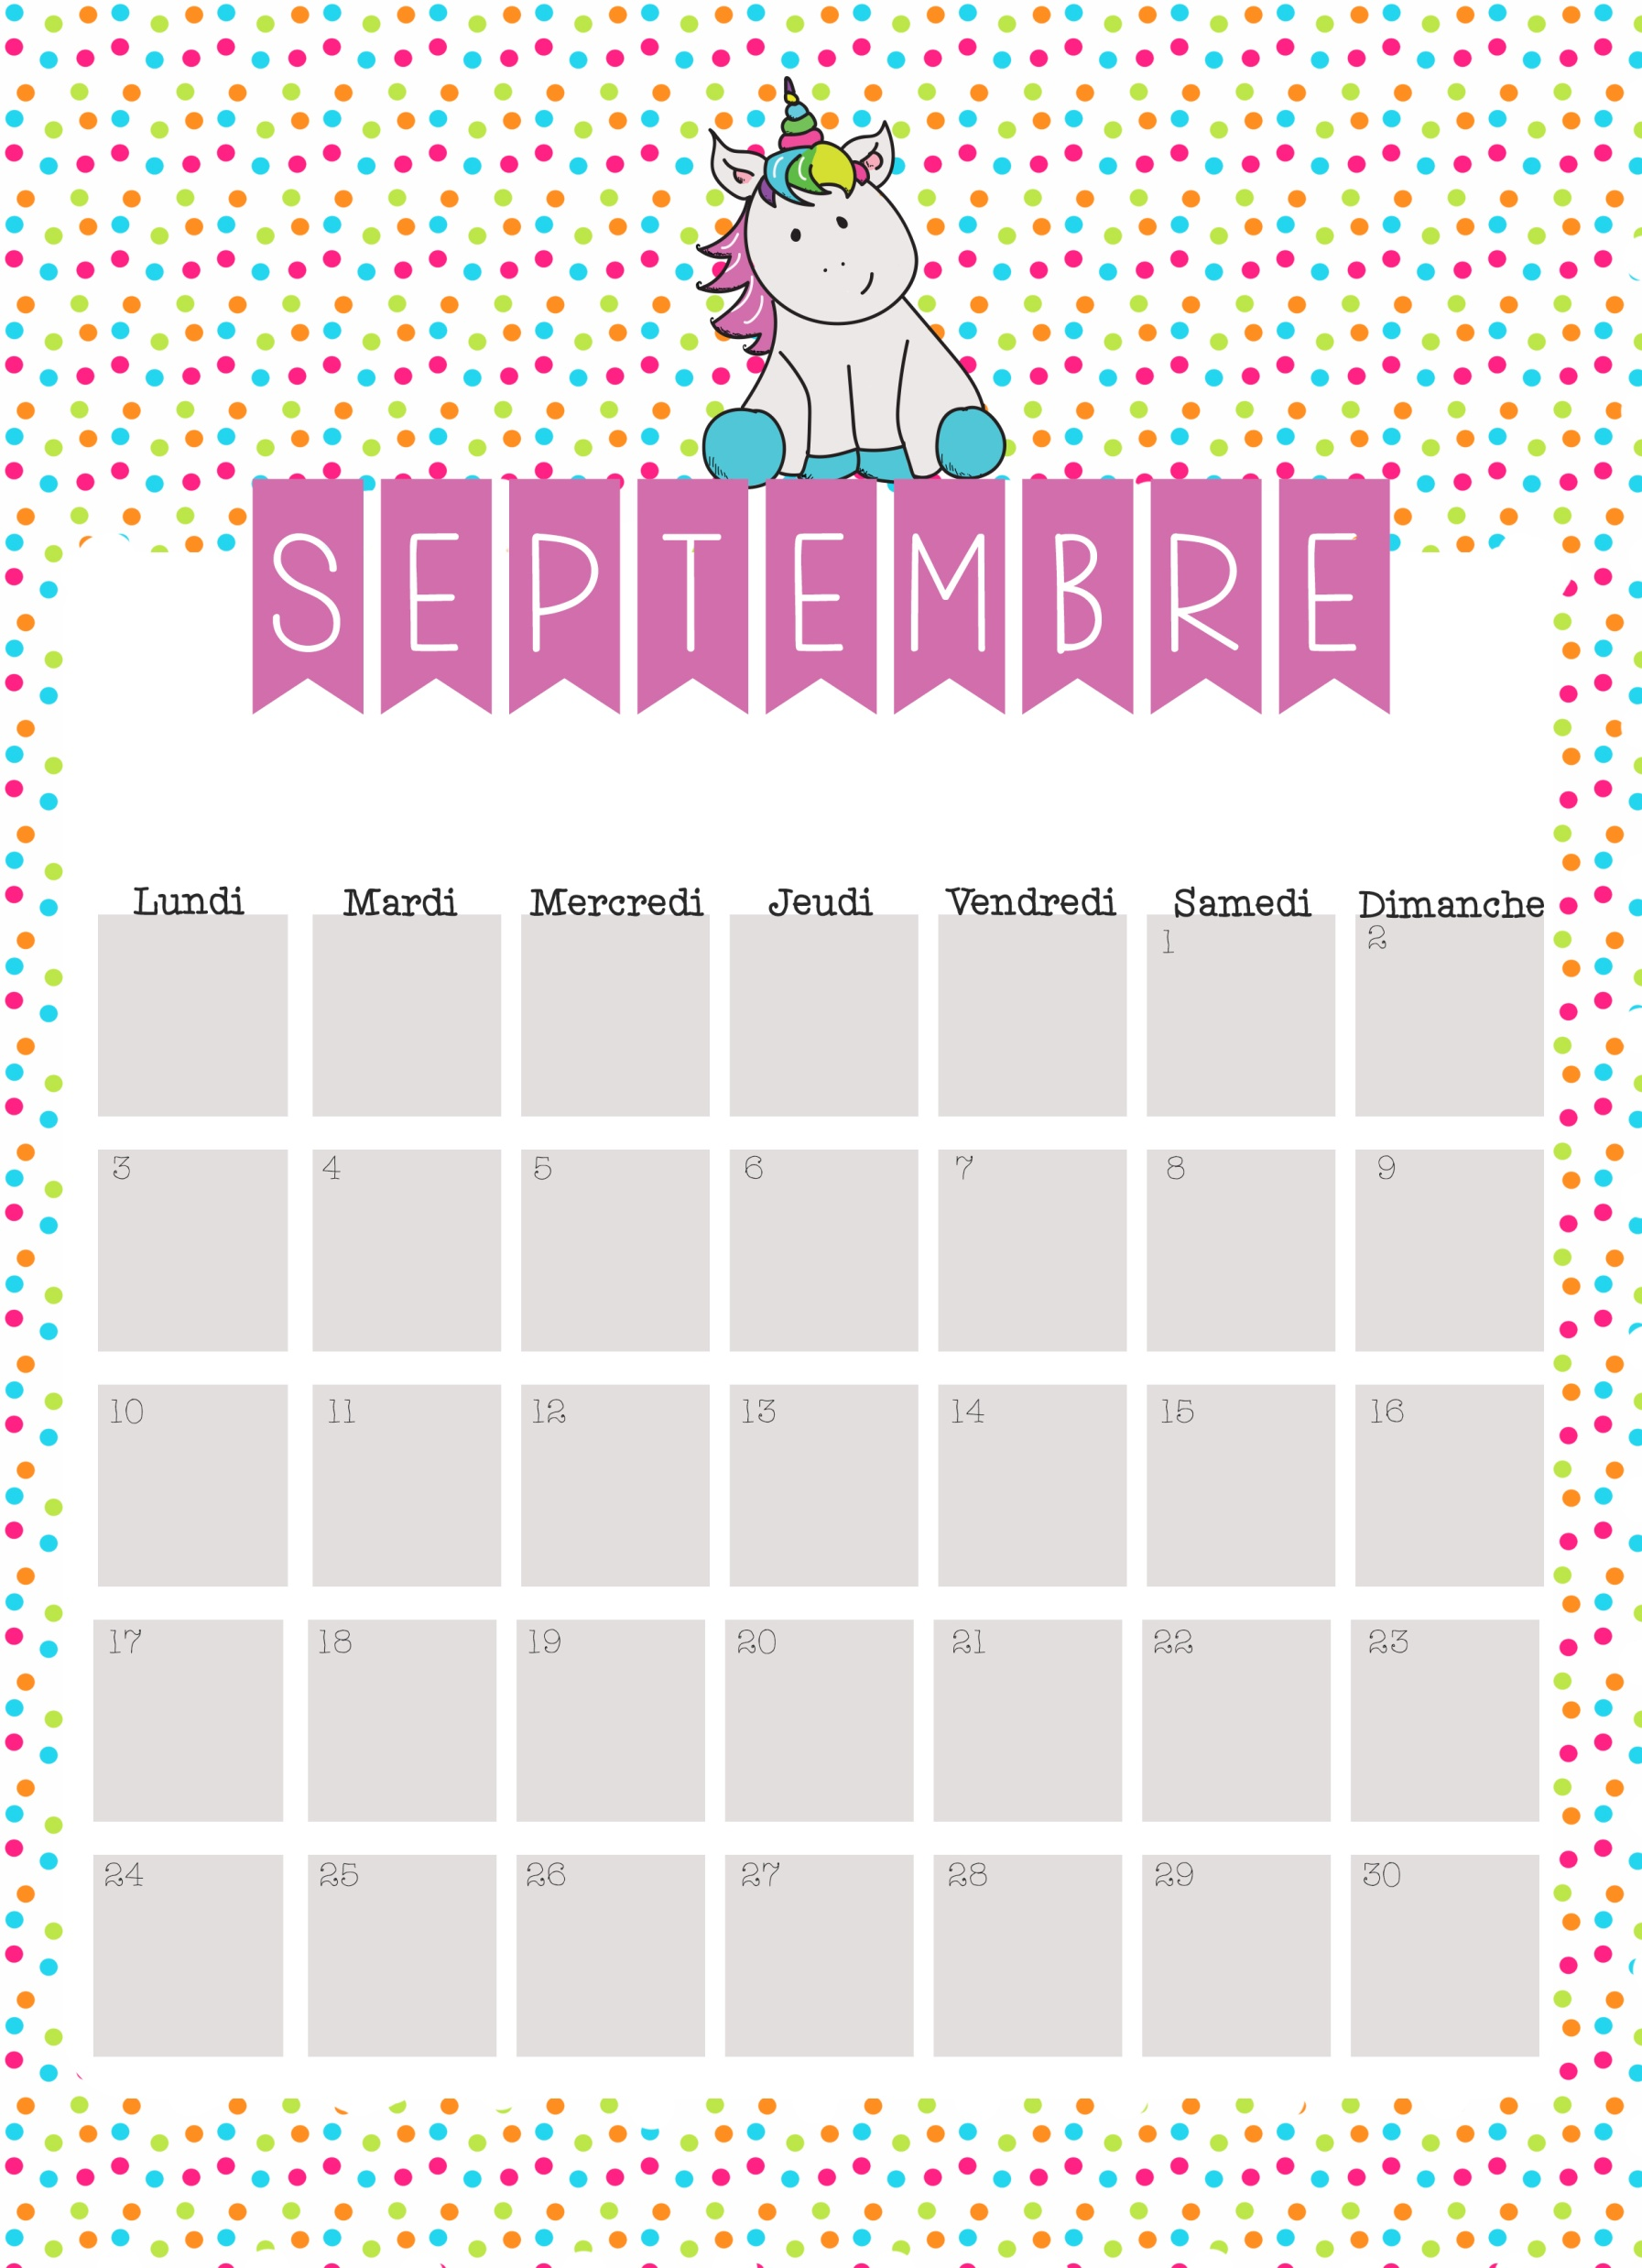 SEPTEMBRE
Lundi Mardi Mercredi Jeudi Vendredi Samedi Dimanche
1 2
3 4 5 6 7 8 9
10 11 12 13 14 15 16
17 18 19 20 21 22 23
24 25 26 27 28 29 30